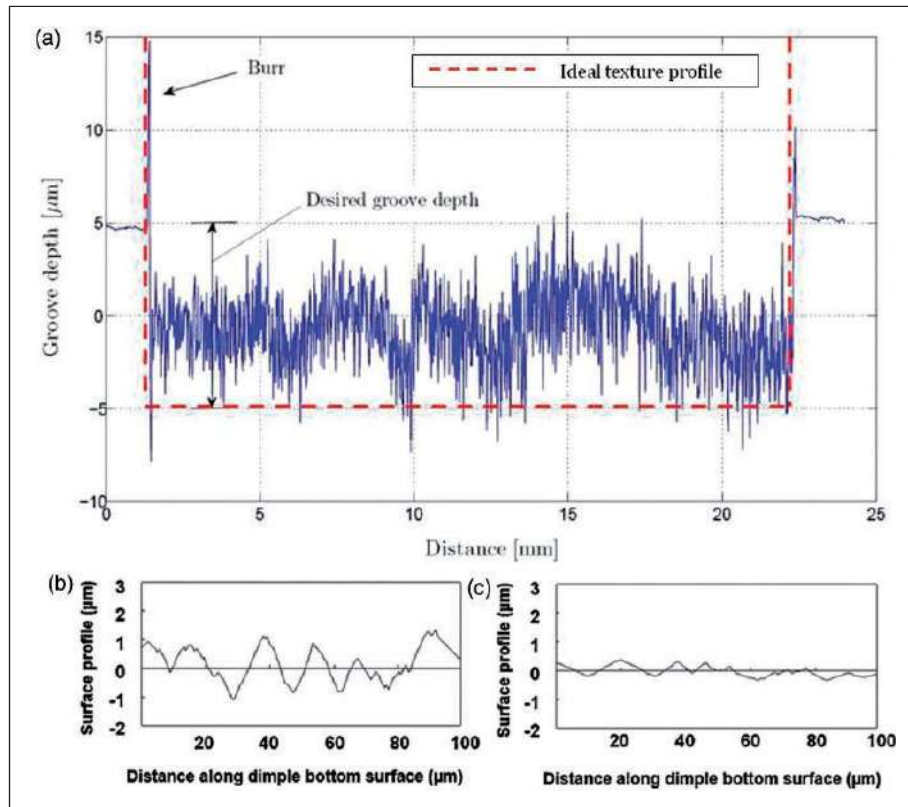 (a)
15
10
5
0
−5
−10
Groove depth [μm]
Burr
Ideal texture profile
Desired groove depth
0
5
10
15
20
25
Distance [mm]
(b)
3
2
1
0
-1
-2
Surface profile (μm)
20
40
60
80
100
Distance along dimple bottom surface (μm)
(c)
3
2
1
0
-1
-2
Surface profile (μm)
20
40
60
80
100
Distance along dimple bottom surface (μm)